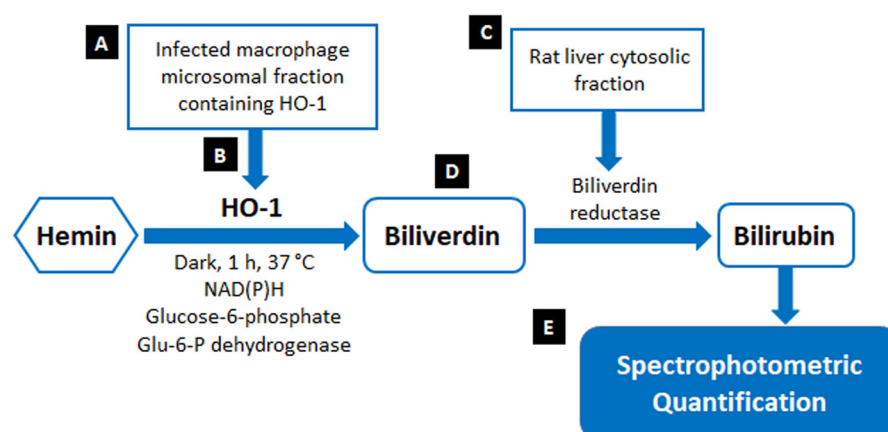 A
Infected macrophage
microsomal fraction
containing HO-1
C
Rat liver cytosolic
fraction
B
D
HO-1
Biliverdin
reductase
Hemin
Biliverdin
Bilirubin
Dark, 1 h, 37 °C
NAD(P)H
Glucose-6-phosphate
Glu-6-P dehydrogenase
E
Spectrophotometric
Quantification